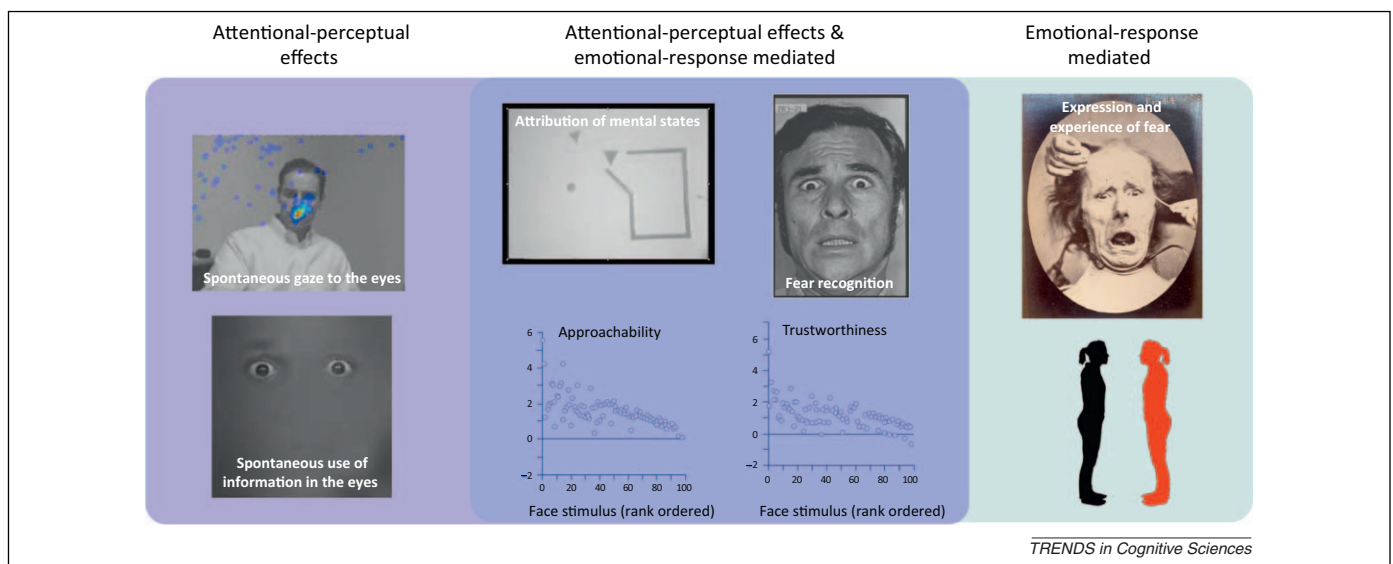 Attentional-perceptual
effects
Attentional-perceptual effects &
emotional-response mediated
Emotional-response
mediated
Spontaneous gaze to the eyes
Spontaneous use of
information in the eyes
Attribution of mental states
Fear recognition
Expression and
experience of fear
Approachability
6
4
2
0
−2
0 20 40 60 80 100
Face stimulus (rank ordered)
Trustworthiness
6
4
2
0
−2
0 20 40 60 80 100
Face stimulus (rank ordered)
TRENDS in Cognitive Sciences